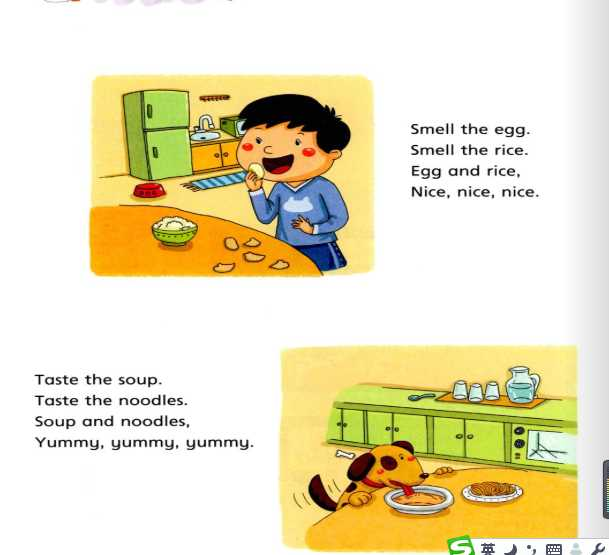 Smell the egg.
Smell the rice.
Egg and rice,
Nice, nice, nice.
Taste the soup.
Taste the noodles.
Soup and noodles,
Yummy, yummy, yummy.
S 英